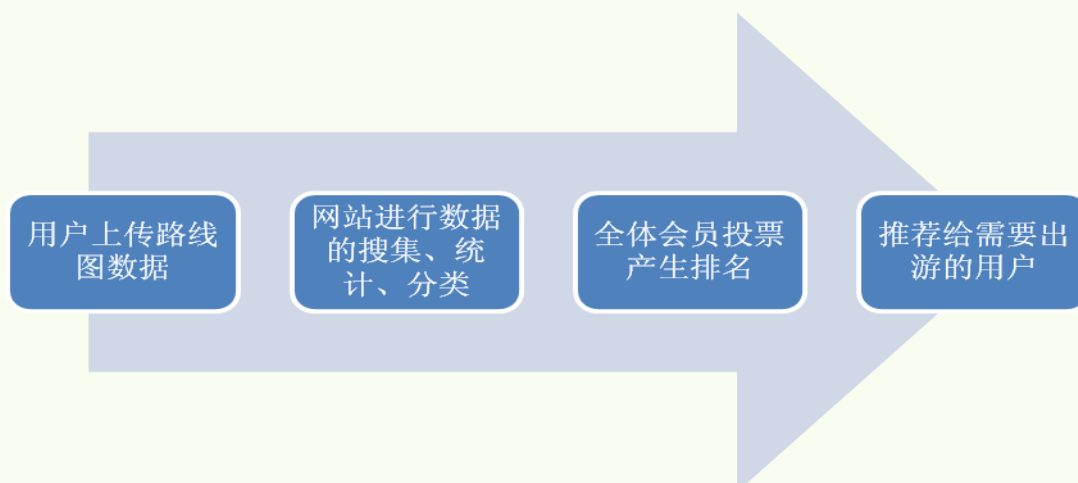 用户上传路线
图数据
网站进行数据
的搜集、统
计、分类
全体会员投票
产生排名
推荐给需要出
游的用户